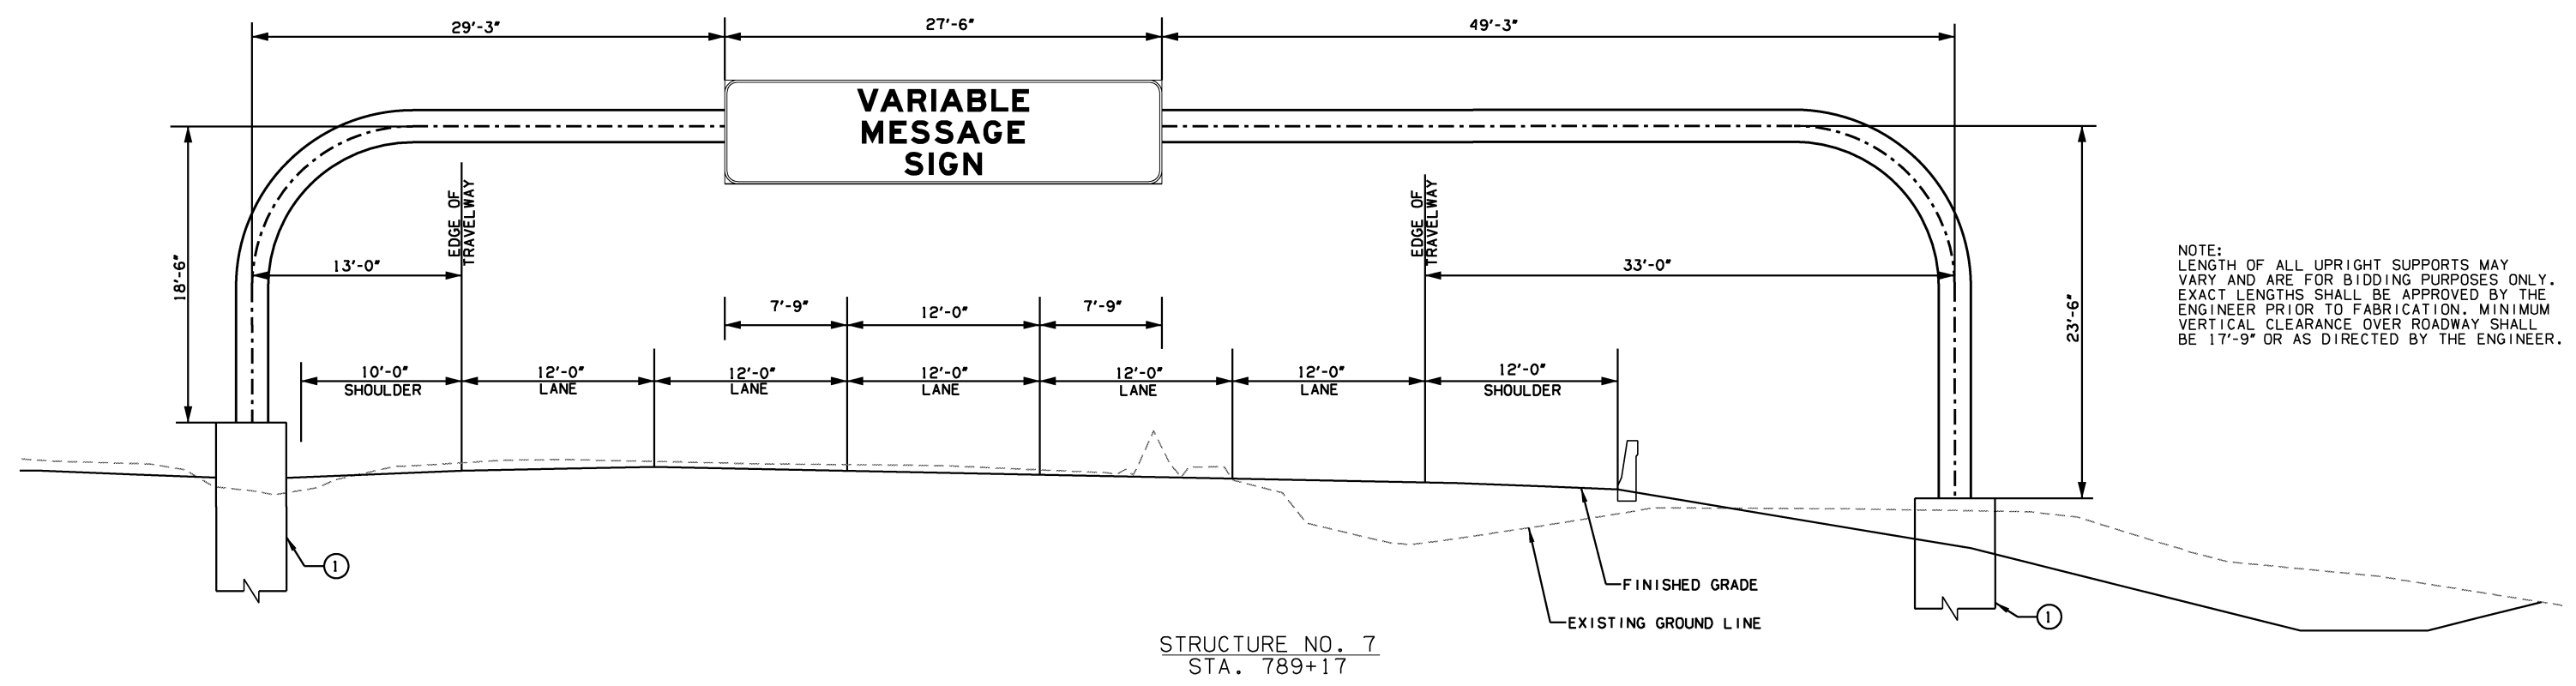 29'-3"
27'-6"
49'-3"
VARIABLE
MESSAGE
SIGN
EDGE OF
TRAVELWAY
EDGE OF
TRAVELWAY
18'-6"
13'-0"
33'-0"
23'-6"
7'-9"
12'-0"
7'-9"
10'-0"
SHOULDER
12'-0"
LANE
12'-0"
LANE
12'-0"
LANE
12'-0"
LANE
12'-0"
LANE
12'-0"
SHOULDER
NOTE:
LENGTH OF ALL UPRIGHT SUPPORTS MAY
VARY AND ARE FOR BIDDING PURPOSES ONLY.
EXACT LENGTHS SHALL BE APPROVED BY THE
ENGINEER PRIOR TO FABRICATION. MINIMUM
VERTICAL CLEARANCE OVER ROADWAY SHALL
BE 17'-9" OR AS DIRECTED BY THE ENGINEER.
1
FINISHED GRADE
EXISTING GROUND LINE
1
STRUCTURE NO. 7
STA. 789+17